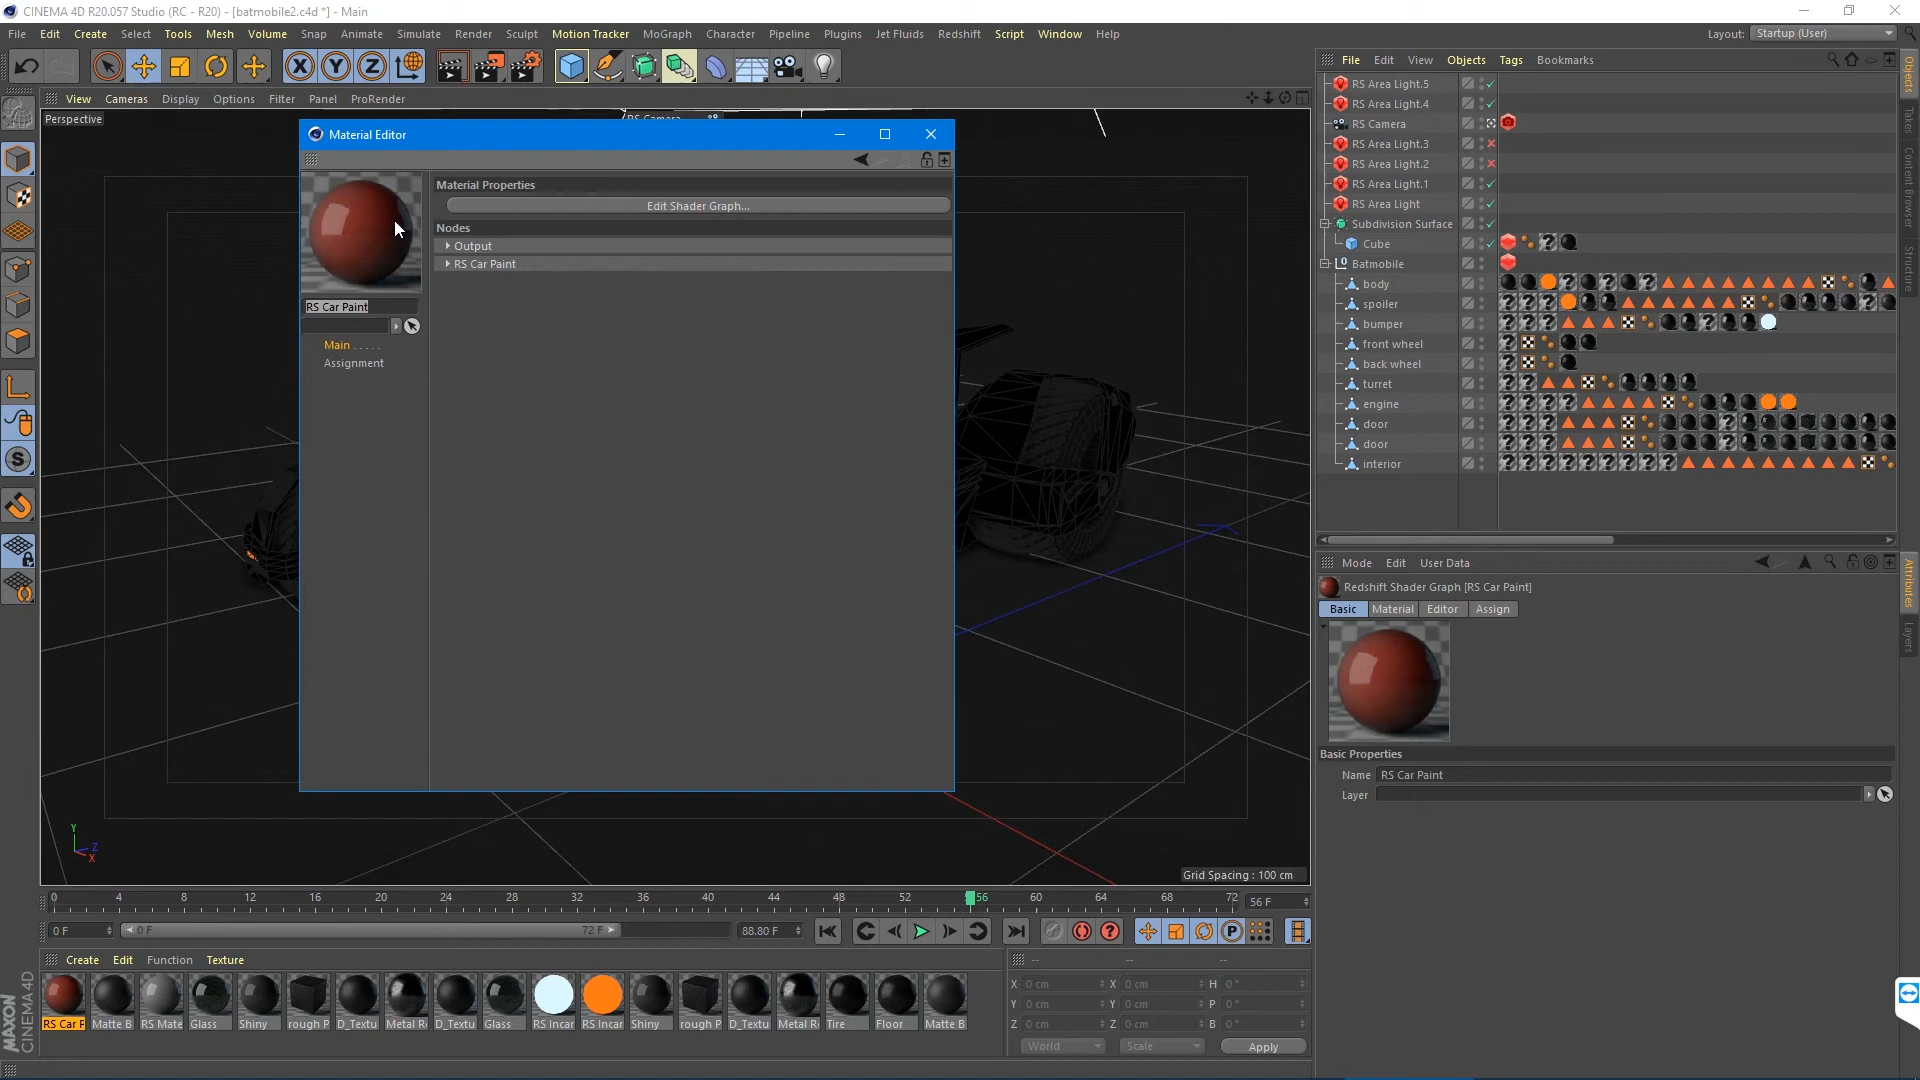 CINEMA 4D R20.057 Studio (RC - R20) - [batmobile2.c4d *] - Main
File Edit Create Select Tools Mesh Volume Snap Animate Simulate Render Sculpt Motion Tracker MoGraph Character Pipeline Plugins Jet Fluids Redshift Script Window Help
Layout: Startup (User)
View Cameras Display Options Filter Panel ProRender
Perspective
RS Camera
Material Editor
Material Properties
Edit Shader Graph...
Nodes
Output
RS Car Paint
RS Car Paint
Main . . . . .
Assignment
Grid Spacing : 100 cm
Y
Z
X
File Edit View Objects Tags Bookmarks
RS Area Light.5
RS Area Light.4
RS Camera
RS Area Light.3
RS Area Light.2
RS Area Light.1
RS Area Light
Subdivision Surface
Cube
Batmobile
body
spoiler
bumper
front wheel
back wheel
turret
engine
door
door
interior
Objects
Takes
Content Browser
Structure
Mode Edit User Data
Redshift Shader Graph [RS Car Paint]
Basic Material Editor Assign
Basic Properties
Name RS Car Paint
Layer
Attributes
Layers
0 4 8 12 16 20 24 28 32 36 40 44 48 52 56 60 64 68 72 56 F
0 F 0 F 72 F 88.80 F
Create Edit Function Texture
RS Car P Matte B RS Mate Glass Shiny rough P D_Textu Metal R D_Textu Glass RS Incar RS Incar Shiny rough P D_Textu Metal R Tire Floor Matte B
-- -- --
X 0 cm X 0 cm H 0 °
Y 0 cm Y 0 cm P 0 °
Z 0 cm Z 0 cm B 0 °
World Scale Apply
MAXON
CINEMA 4D